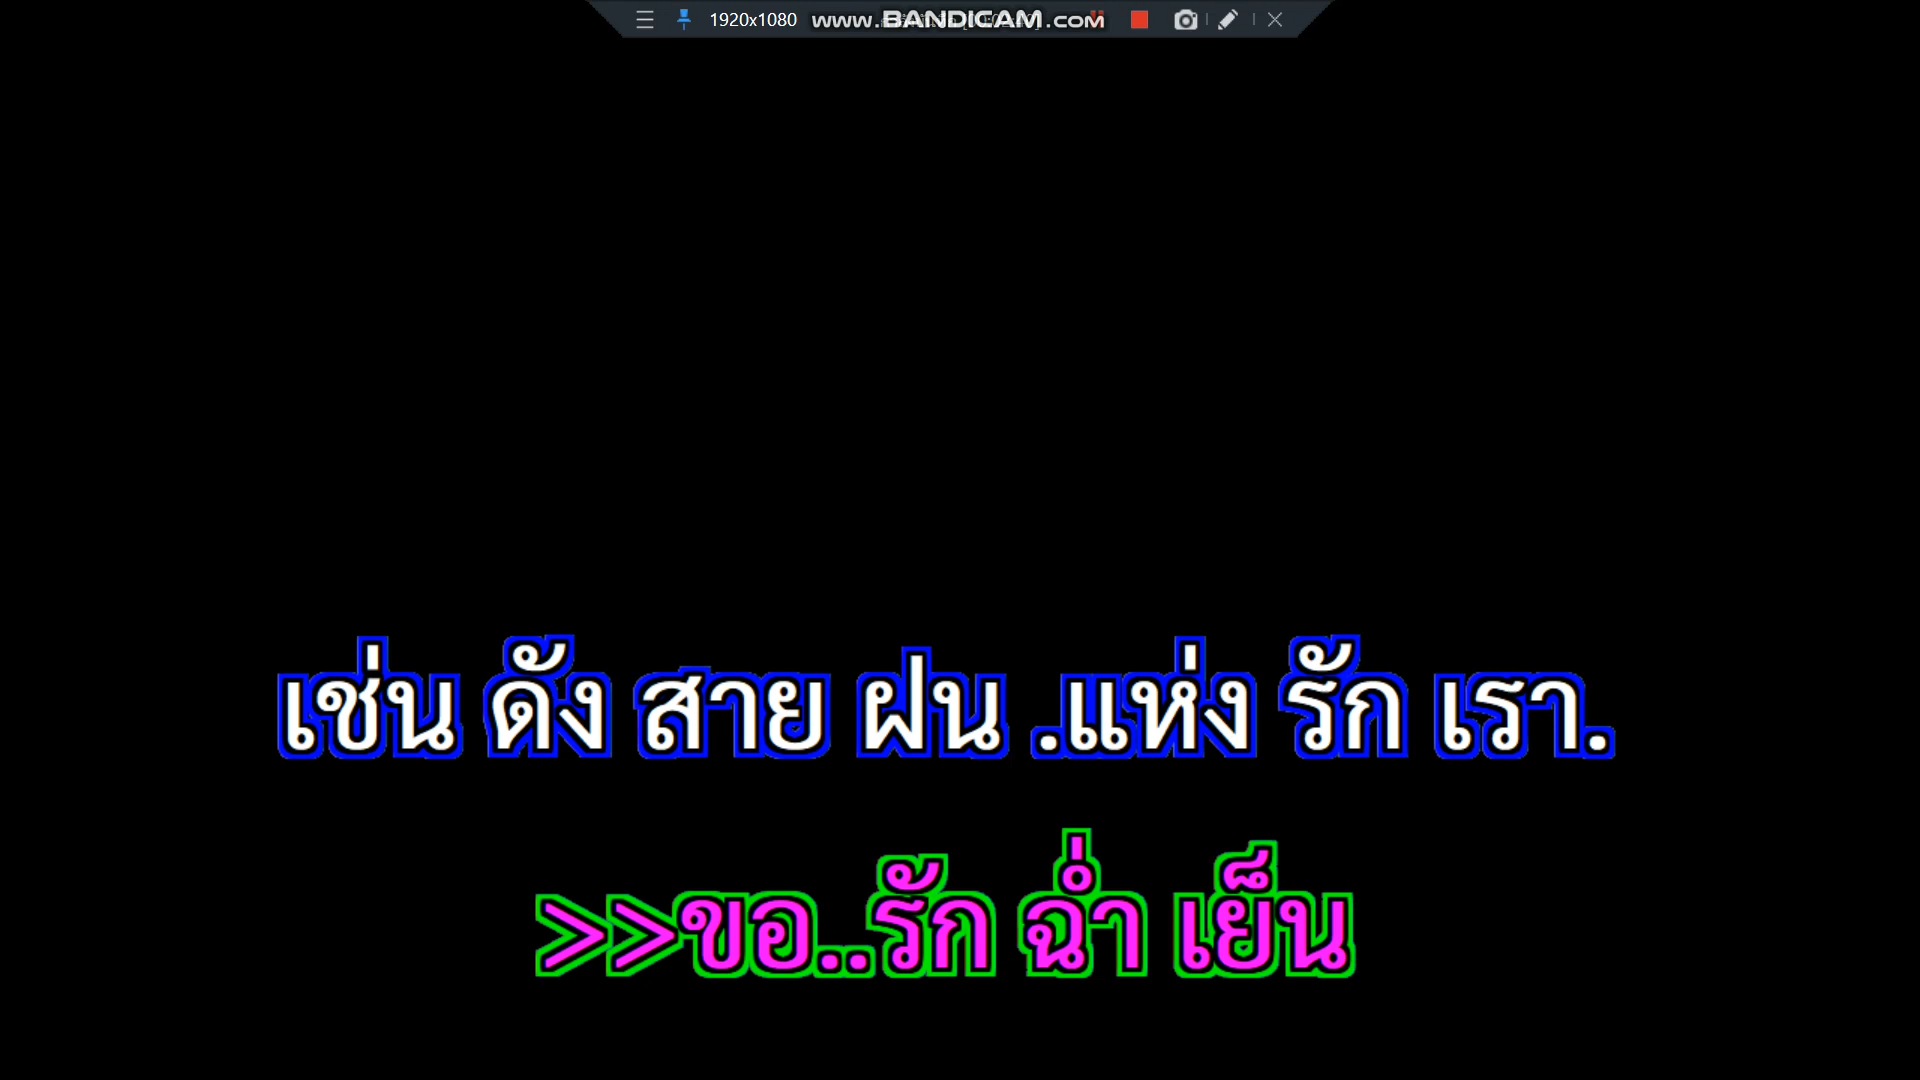 1920x1080 www.BANDICAM.com
เช่น ดัง สาย ฝน .แห่ง รัก เรา.
>>ขอ..รัก ฉ่ำ เย็น